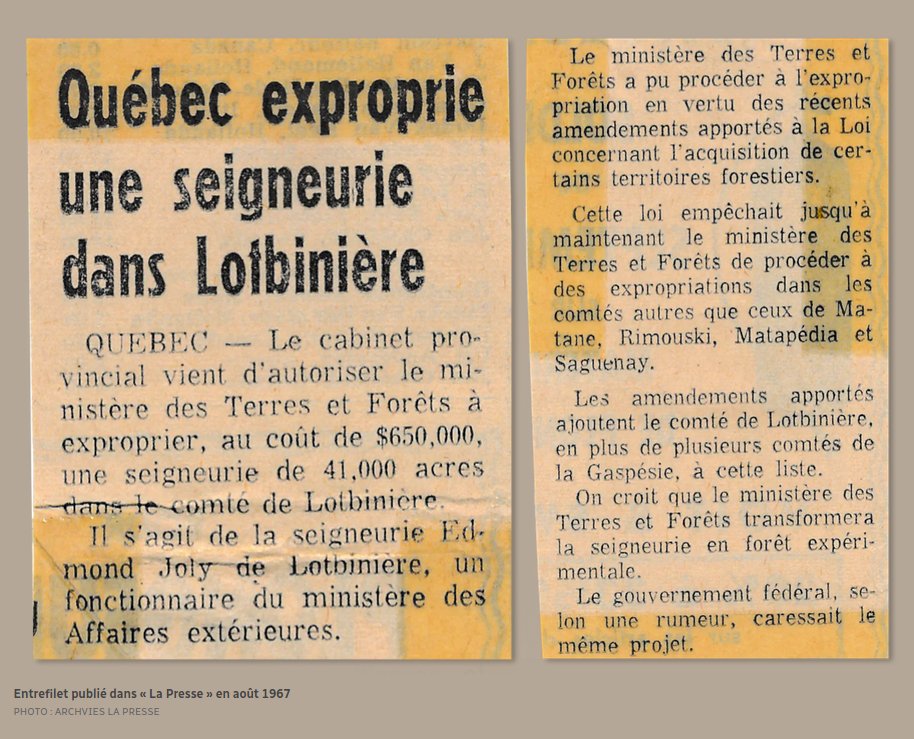 Québec exproprie
une seigneurie
dans Lotbinière
QUEBEC — Le cabinet pro-
vincial vient d'autoriser le mi-
nistère des Terres et Forêts à
exproprier, au coût de $650,000,
une seigneurie de 41,000 acres
dans le comté de Lotbinière.
Il s'agit de la seigneurie Ed-
mond Joly de Lotbinière, un
fonctionnaire du ministère des
Affaires extérieures.
Le ministère des Terres et
Forêts a pu procéder à l'expro-
priation en vertu des récents
amendements apportés à la Loi
concernant l'acquisition de cer-
tains territoires forestiers.
Cette loi empêchait jusqu'à
maintenant le ministère des
Terres et Forêts de procéder à
des expropriations dans les
comtés autres que ceux de Ma-
tane, Rimouski, Matapédia et
Saguenay.
Les amendements apportés
ajoutent le comté de Lotbinière,
en plus de plusieurs comtés de
la Gaspésie, à cette liste.
On croit que le ministère des
Terres et Forêts transformera
la seigneurie en forêt expéri-
mentale.
Le gouvernement fédéral, se-
lon une rumeur, caressait le
même projet.
Entrefilet publié dans « La Presse » en août 1967
PHOTO : ARCHVIES LA PRESSE